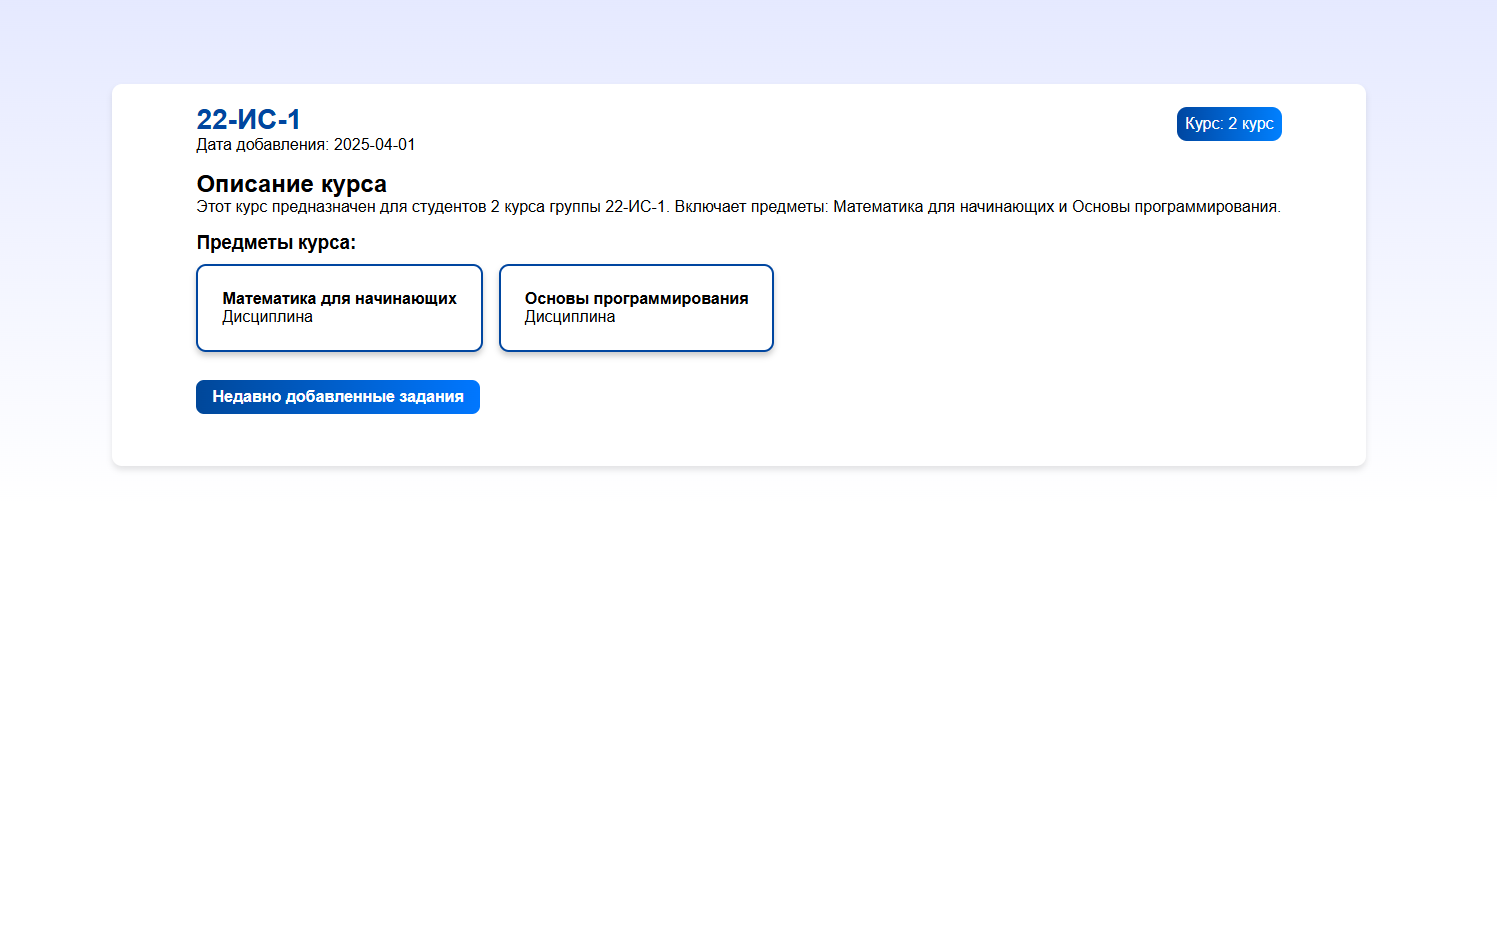 22-ИС-1
Курс: 2 курс
Дата добавления: 2025-04-01
Описание курса
Этот курс предназначен для студентов 2 курса группы 22-ИС-1. Включает предметы: Математика для начинающих и Основы программирования.
Предметы курса:
Математика для начинающих
Дисциплина
Основы программирования
Дисциплина
Недавно добавленные задания